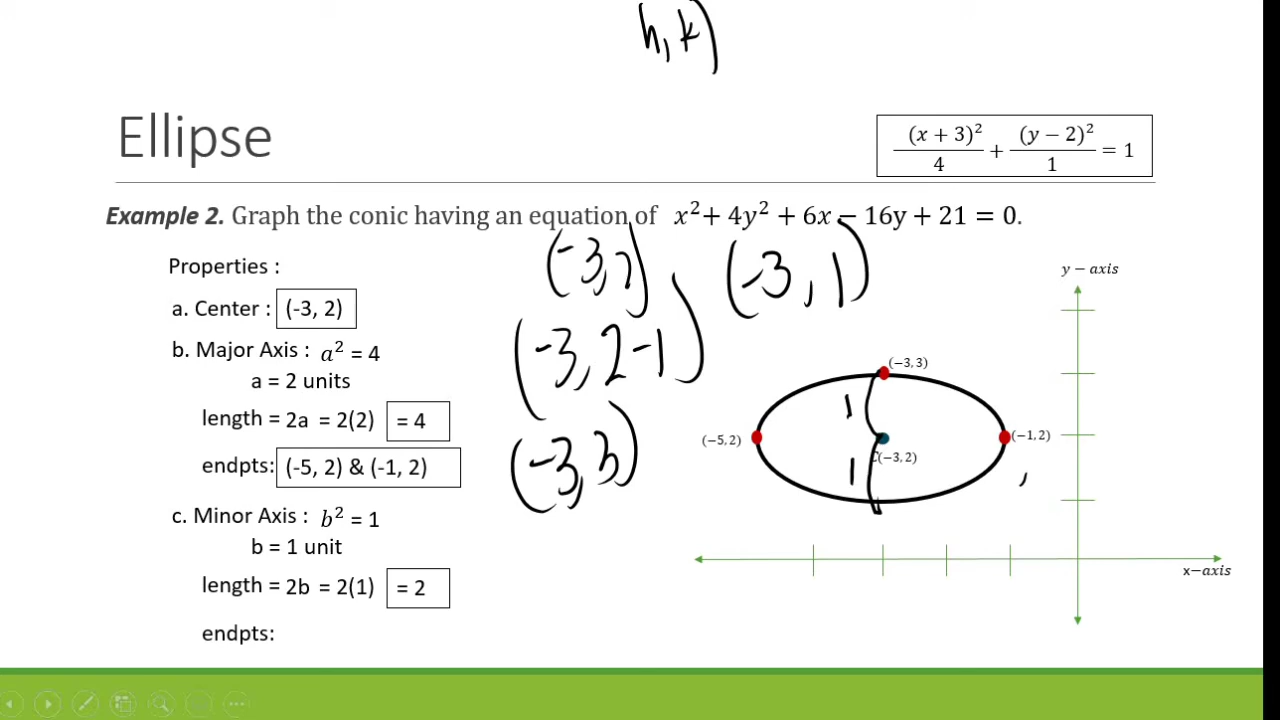 h, k)
Ellipse
(x + 3)²/4 + (y − 2)²/1 = 1
Example 2. Graph the conic having an equation of x² + 4y² + 6x − 16y + 21 = 0.
Properties :
a. Center : (-3, 2)
b. Major Axis : a² = 4
a = 2 units
length = 2a = 2(2) = 4
endpts: (-5, 2) & (-1, 2)
c. Minor Axis : b² = 1
b = 1 unit
length = 2b = 2(1) = 2
endpts:
(-3, 2)
(-3, 1)
(-3, 2-1)
(-3, 3)
y − axis
(−3, 3)
1
(−5, 2)
(−1, 2)
C(−3, 2)
1
x−axis